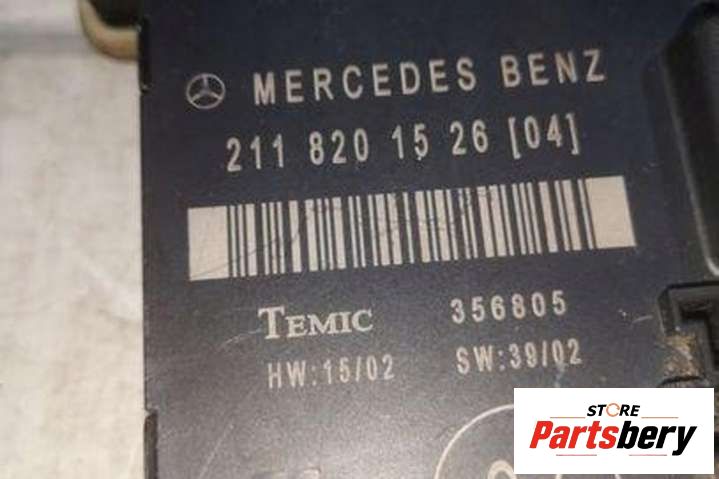 MERCEDES BENZ
211 820 15 26 [04]
TEMIC 356805
HW:15/02 SW:39/02
STORE
Partsbery